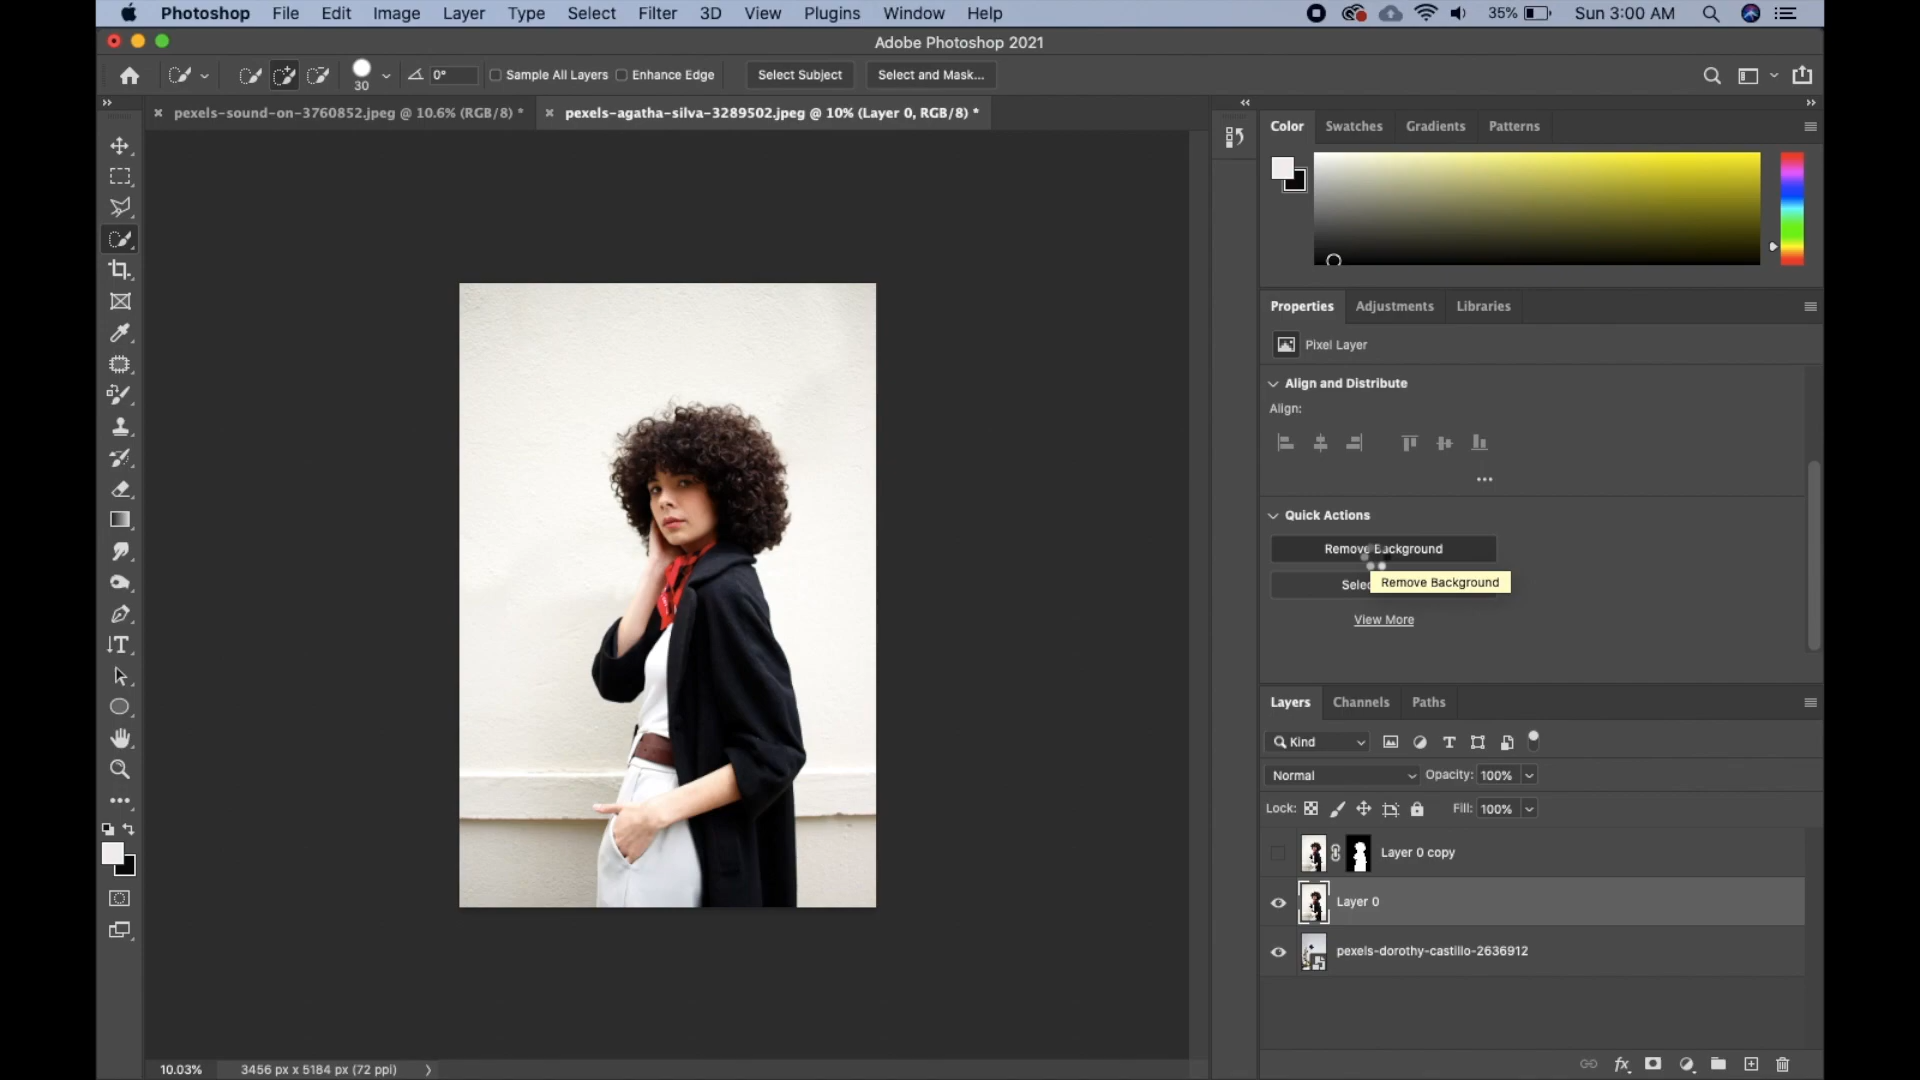 Photoshop File Edit Image Layer Type Select Filter 3D View Plugins Window Help 35% Sun 3:00 AM
Adobe Photoshop 2021
30 0° Sample All Layers Enhance Edge Select Subject Select and Mask...
pexels-sound-on-3760852.jpeg @ 10.6% (RGB/8) * pexels-agatha-silva-3289502.jpeg @ 10% (Layer 0, RGB/8) *
Color Swatches Gradients Patterns
Properties Adjustments Libraries
Pixel Layer
Align and Distribute
Align:
Quick Actions
Remove Background
Remove Background
View More
Layers Channels Paths
Kind
Normal Opacity: 100%
Lock: Fill: 100%
Layer 0 copy
Layer 0
pexels-dorothy-castillo-2636912
10.03% 3456 px x 5184 px (72 ppi)